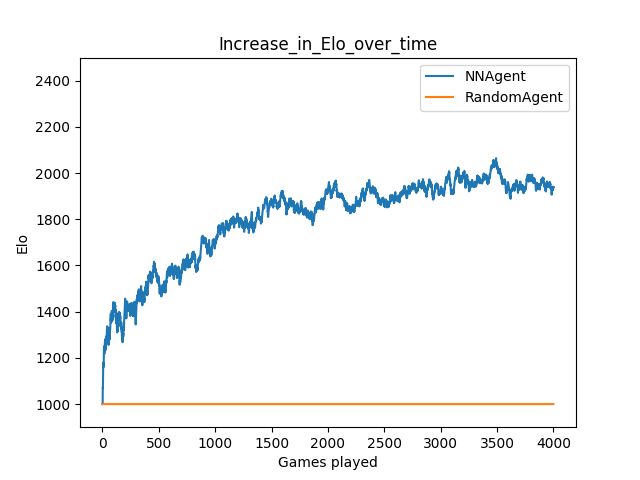 Increase_in_Elo_over_time
NNAgent
RandomAgent
2400
2200
2000
1800
1600
1400
1200
1000
Elo
0 500 1000 1500 2000 2500 3000 3500 4000
Games played